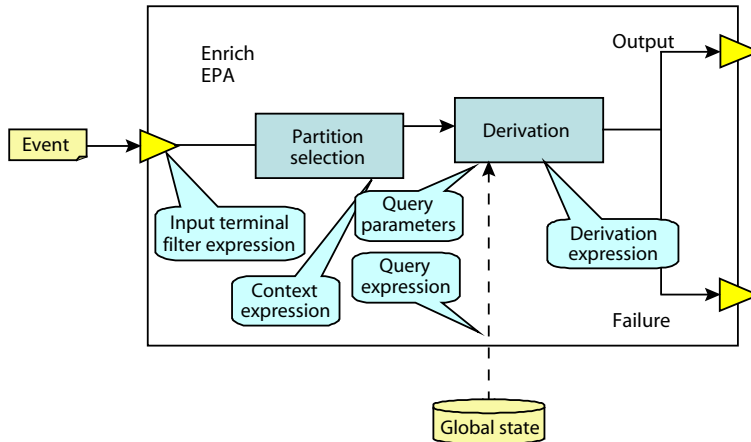 Enrich
EPA
Output
Event
Partition
selection
Derivation
Input terminal
filter expression
Query
parameters
Derivation
expression
Context
expression
Query
expression
Failure
Global state